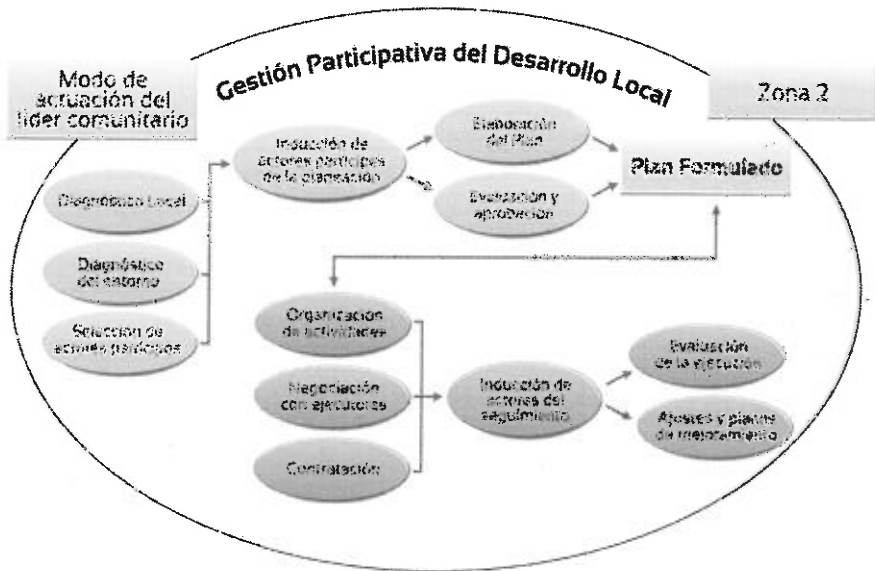 Gestión Participativa del Desarrollo Local
Modo de
actuación del
líder comunitario
Zona 2
Inducción de
actores partícipes
de la planeación
Elaboración
del Plan
Evaluación y
aprobación
Plan Formulado
Diagnóstico Local
Diagnóstico
del entorno
Selección de
actores partícipes
Organización
de actividades
Negociación
con ejecutores
Contratación
Inducción de
actores del
seguimiento
Evaluación
de la ejecución
Ajustes y planes
de mejoramiento